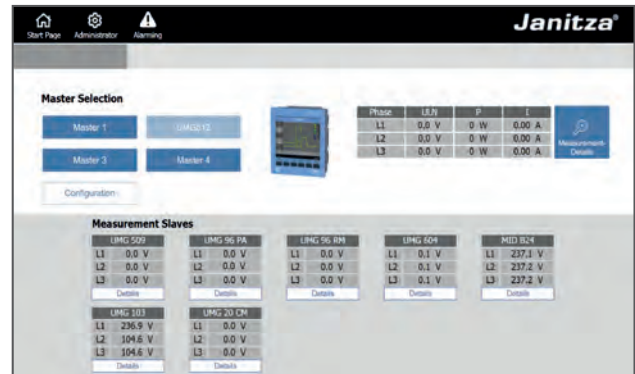 Start Page Administrator Alarming
Janitza®
Master Selection
Master 1 UMG512
Master 3 Master 4
Configuration
Phase ULN P I
L1 0,0 V 0 W 0.00 A
L2 0,0 V 0 W 0.00 A
L3 0,0 V 0 W 0.00 A
Measurement-
Details
Measurement Slaves
UMG 509 UMG 96 PA UMG 96 RM UMG 604 MID B24
L1 0.0 V L1 0.0 V L1 0.0 V L1 0.1 V L1 237.1 V
L2 0.0 V L2 0.0 V L2 0.0 V L2 0.1 V L2 237.2 V
L3 0.0 V L3 0.0 V L3 0.0 V L3 0.1 V L3 237.2 V
Details Details Details Details Details
UMG 103 UMG 20 CM
L1 236.9 V L1 0.0 V
L2 104.6 V L2 0.0 V
L3 104.6 V L3 0.0 V
Details Details